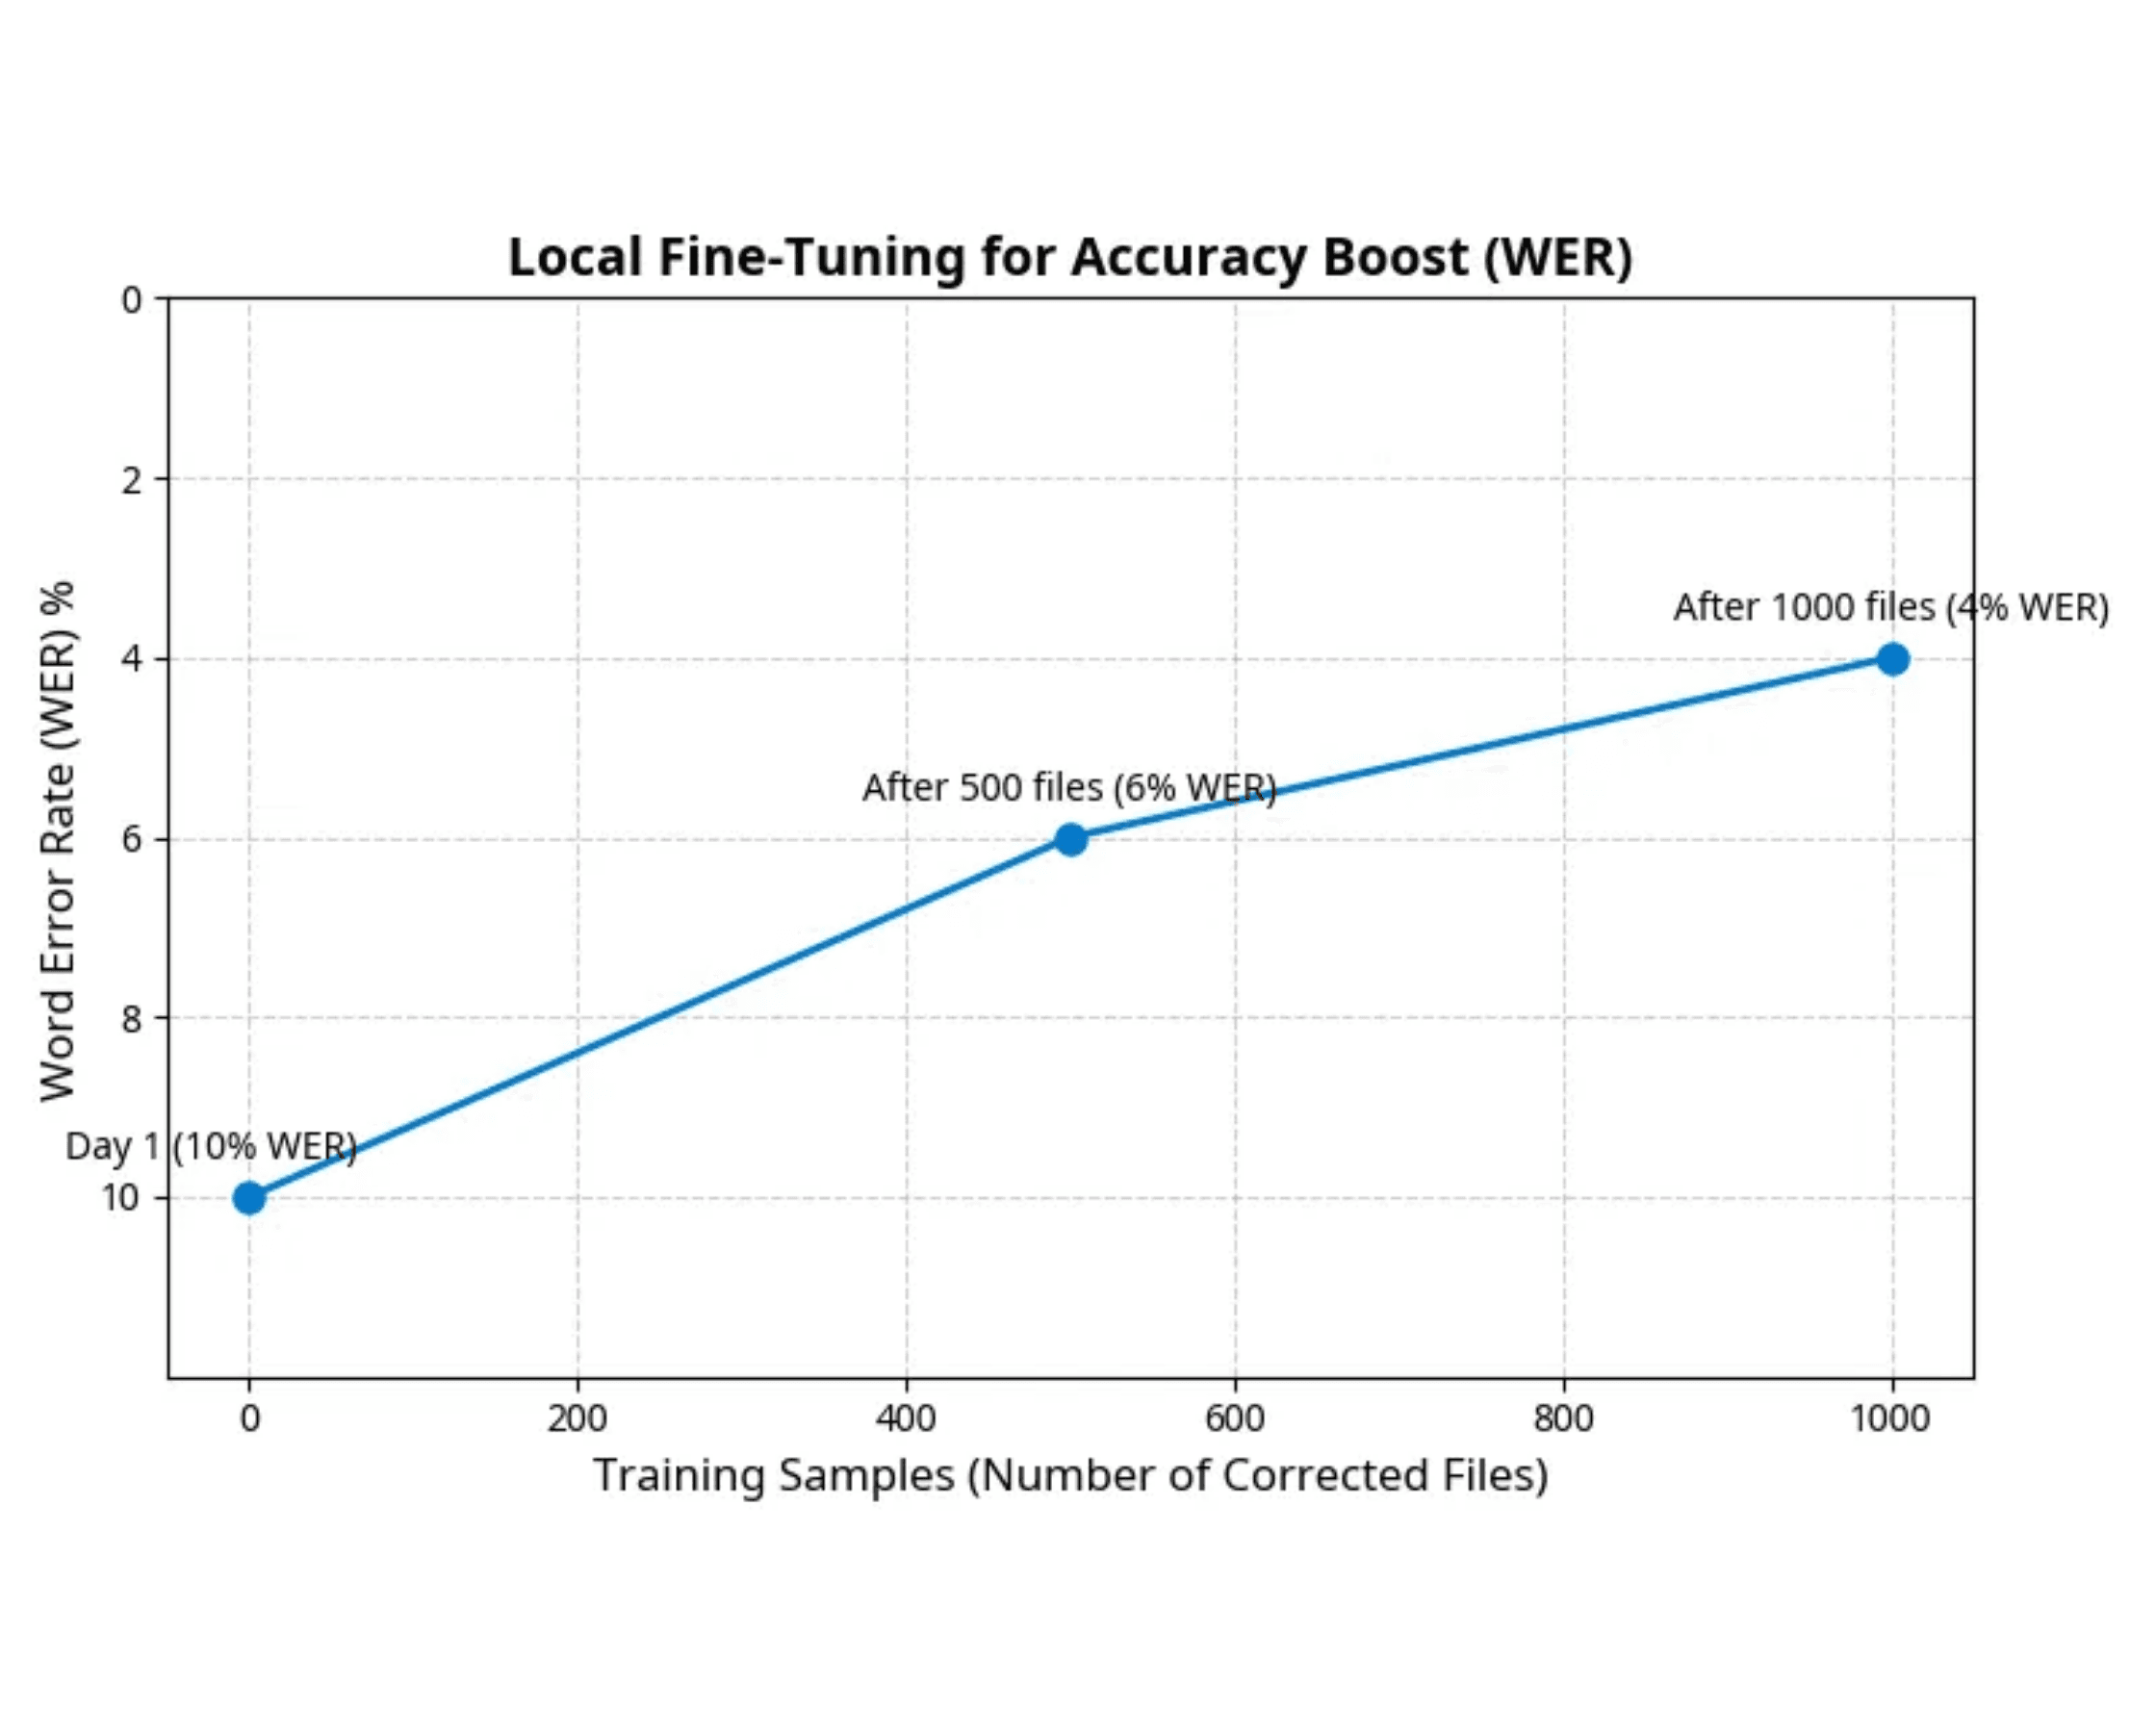 Local Fine-Tuning for Accuracy Boost (WER)
0
2
4
6
8
10
Word Error Rate (WER) %
After 1000 files (4% WER)
After 500 files (6% WER)
Day 1 (10% WER)
0 200 400 600 800 1000
Training Samples (Number of Corrected Files)